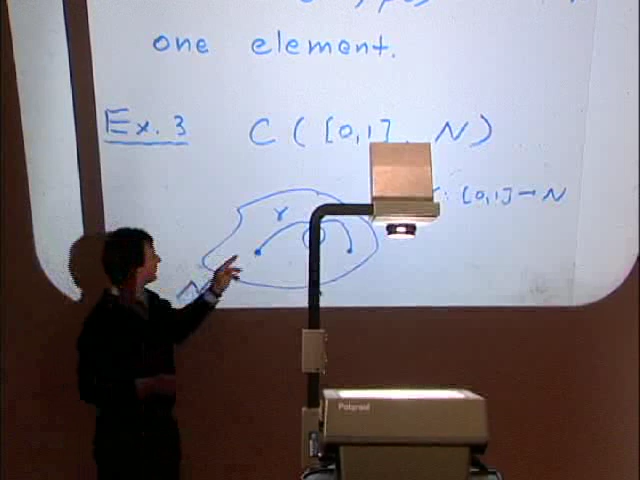 one element.
Ex. 3 C ( [0,1] , N )
γ : [0,1] → N
γ
N
Polaroid